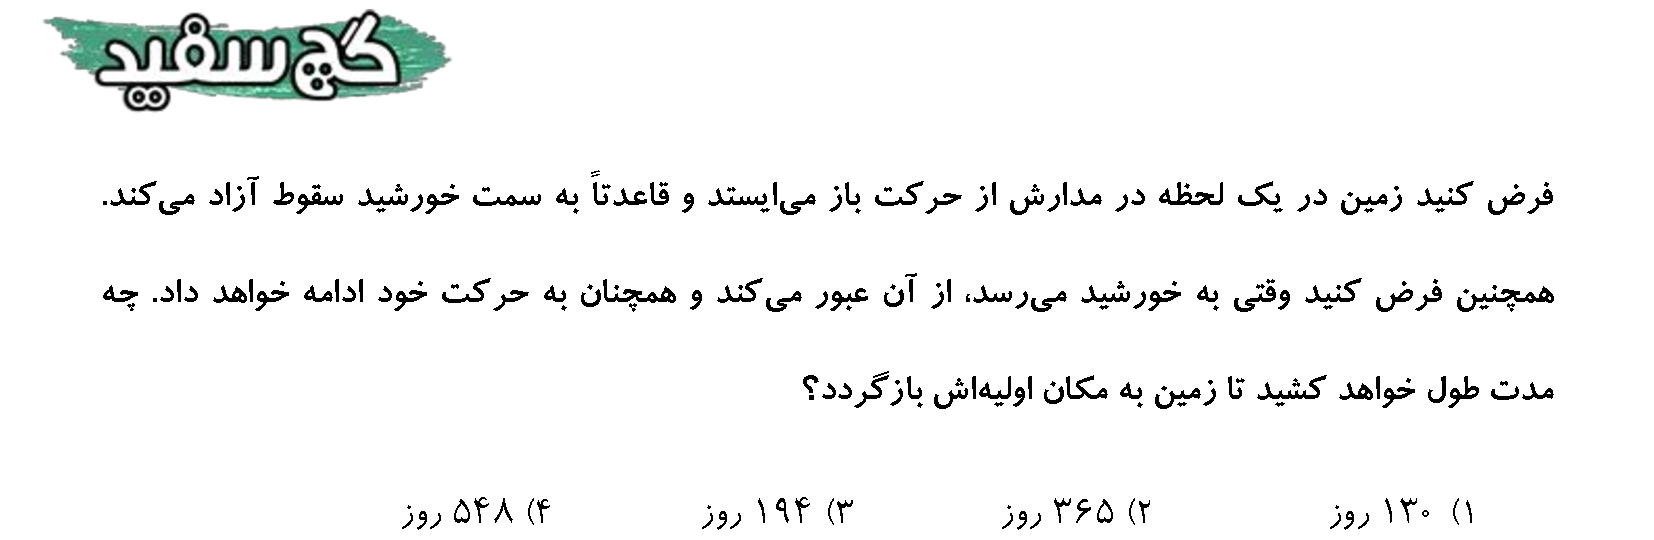 گچ سفید
فرض کنید زمین در یک لحظه در مدارش از حرکت باز می‌ایستد و قاعدتاً به سمت خورشید سقوط آزاد می‌کند.
همچنین فرض کنید وقتی به خورشید می‌رسد، از آن عبور می‌کند و همچنان به حرکت خود ادامه خواهد داد. چه
مدت طول خواهد کشید تا زمین به مکان اولیه‌اش بازگردد؟
۱) ۱۳۰ روز ۲) ۳۶۵ روز ۳) ۱۹۴ روز ۴) ۵۴۸ روز